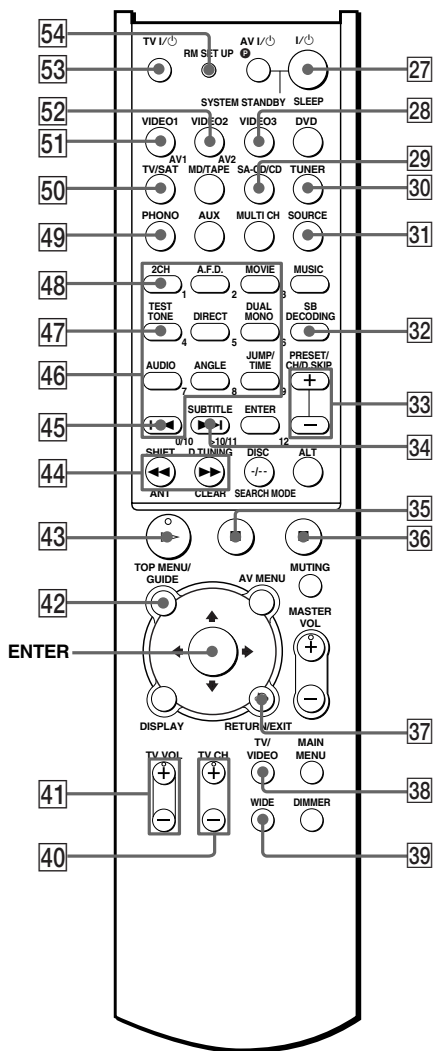 54
TV I/⏻ AV I/⏻ I/⏻
RM SET UP P
53 27
SYSTEM STANDBY SLEEP
52 28
VIDEO1 VIDEO2 VIDEO3 DVD
51 29
AV1 AV2
TV/SAT MD/TAPE SA-CD/CD TUNER
50 30
PHONO AUX MULTI CH SOURCE
49 31
2CH A.F.D. MOVIE MUSIC
48 1 2 3
TEST TONE DIRECT DUAL MONO SB DECODING
47 4 5 6 32
AUDIO ANGLE JUMP/TIME PRESET/CH/D.SKIP
46 7 8 9 + − 33
SUBTITLE ENTER
45 0/10 >10/11 12 34
SHIFT D.TUNING DISC ALT
44 -/--
ANT CLEAR SEARCH MODE
35
43 36
TOP MENU/GUIDE AV MENU MUTING
42
MASTER VOL
ENTER + −
DISPLAY RETURN/EXIT 37
TV VOL TV CH TV/VIDEO MAIN MENU
41 + + 38
WIDE DIMMER
− − 39
40